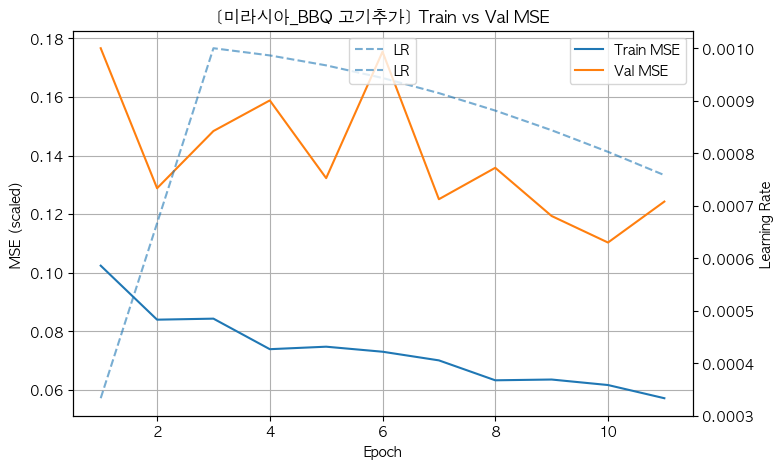 [미라시아_BBQ 고기추가] Train vs Val MSE
LR
LR
Train MSE
Val MSE
0.18
0.16
0.14
0.12
0.10
0.08
0.06
MSE (scaled)
0.0010
0.0009
0.0008
0.0007
0.0006
0.0005
0.0004
0.0003
Learning Rate
2
4
6
8
10
Epoch